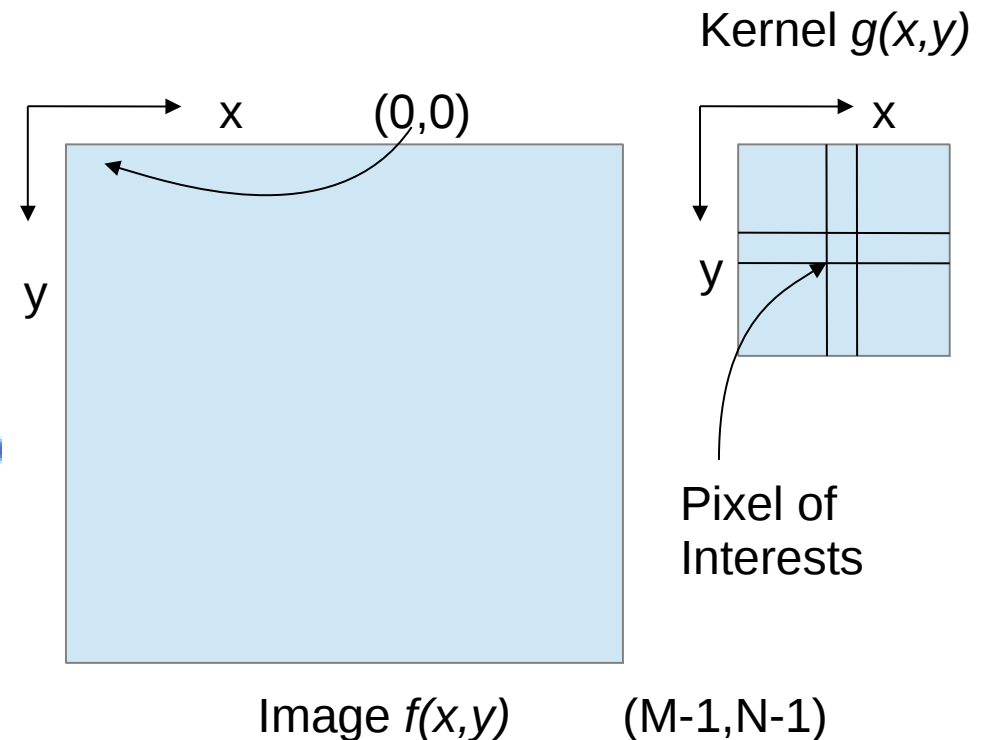 Kernel g(x,y)
x
(0,0)
x
y
y
Pixel of
Interests
Image f(x,y)
(M-1,N-1)